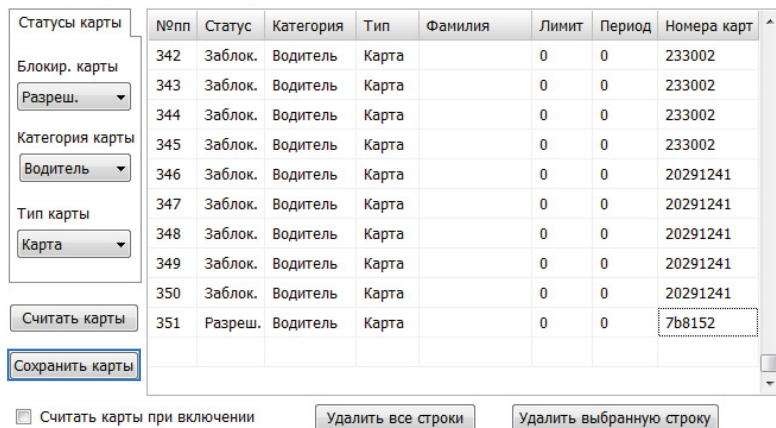 Статусы карты
Блокир. карты
Разреш.
Категория карты
Водитель
Тип карты
Карта
Считать карты
Сохранить карты
№пп Статус Категория Тип Фамилия Лимит Период Номера карт
342 Заблок. Водитель Карта 0 0 233002
343 Заблок. Водитель Карта 0 0 233002
344 Заблок. Водитель Карта 0 0 233002
345 Заблок. Водитель Карта 0 0 233002
346 Заблок. Водитель Карта 0 0 20291241
347 Заблок. Водитель Карта 0 0 20291241
348 Заблок. Водитель Карта 0 0 20291241
349 Заблок. Водитель Карта 0 0 20291241
350 Заблок. Водитель Карта 0 0 20291241
351 Разреш. Водитель Карта 0 0 7b8152
Считать карты при включении
Удалить все строки
Удалить выбранную строку